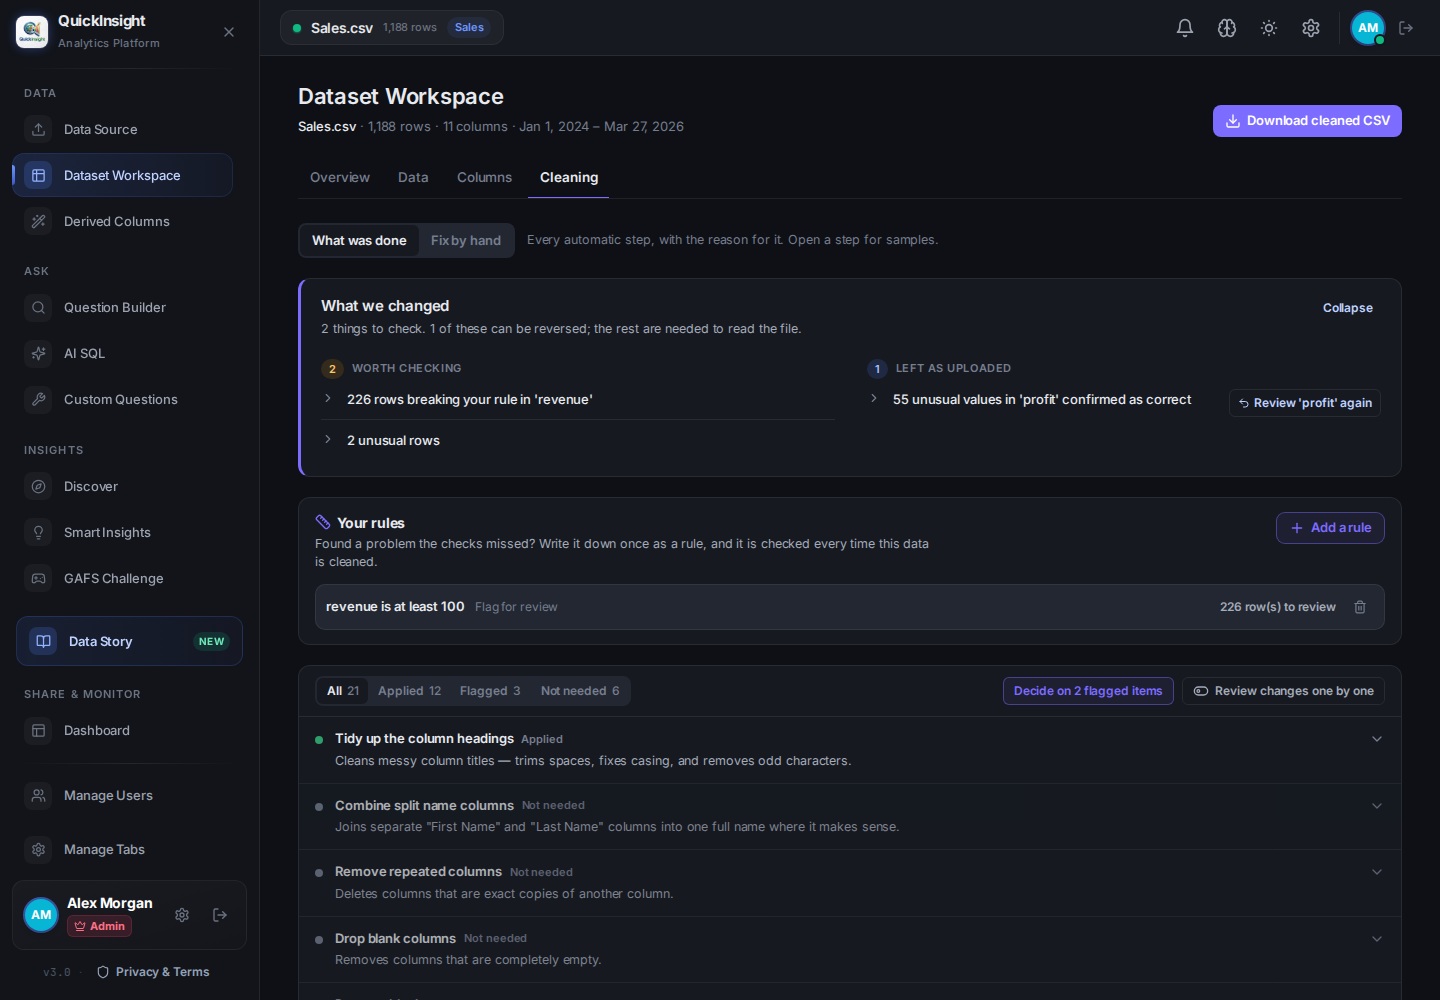 QuickInsight
Analytics Platform
DATA
Data Source
Dataset Workspace
Derived Columns
ASK
Question Builder
AI SQL
Custom Questions
INSIGHTS
Discover
Smart Insights
GAFS Challenge
Data Story NEW
SHARE & MONITOR
Dashboard
Manage Users
Manage Tabs
AM Alex Morgan
Admin
v3.0 · Privacy & Terms
Sales.csv 1,188 rows Sales
AM
Dataset Workspace
Sales.csv · 1,188 rows · 11 columns · Jan 1, 2024 – Mar 27, 2026
Download cleaned CSV
Overview Data Columns Cleaning
What was done Fix by hand Every automatic step, with the reason for it. Open a step for samples.
What we changed
Collapse
2 things to check. 1 of these can be reversed; the rest are needed to read the file.
2 WORTH CHECKING
226 rows breaking your rule in 'revenue'
2 unusual rows
1 LEFT AS UPLOADED
55 unusual values in 'profit' confirmed as correct
Review 'profit' again
Your rules
Found a problem the checks missed? Write it down once as a rule, and it is checked every time this data
is cleaned.
Add a rule
revenue is at least 100 Flag for review 226 row(s) to review
All 21 Applied 12 Flagged 3 Not needed 6
Decide on 2 flagged items
Review changes one by one
Tidy up the column headings Applied
Cleans messy column titles — trims spaces, fixes casing, and removes odd characters.
Combine split name columns Not needed
Joins separate "First Name" and "Last Name" columns into one full name where it makes sense.
Remove repeated columns Not needed
Deletes columns that are exact copies of another column.
Drop blank columns Not needed
Removes columns that are completely empty.